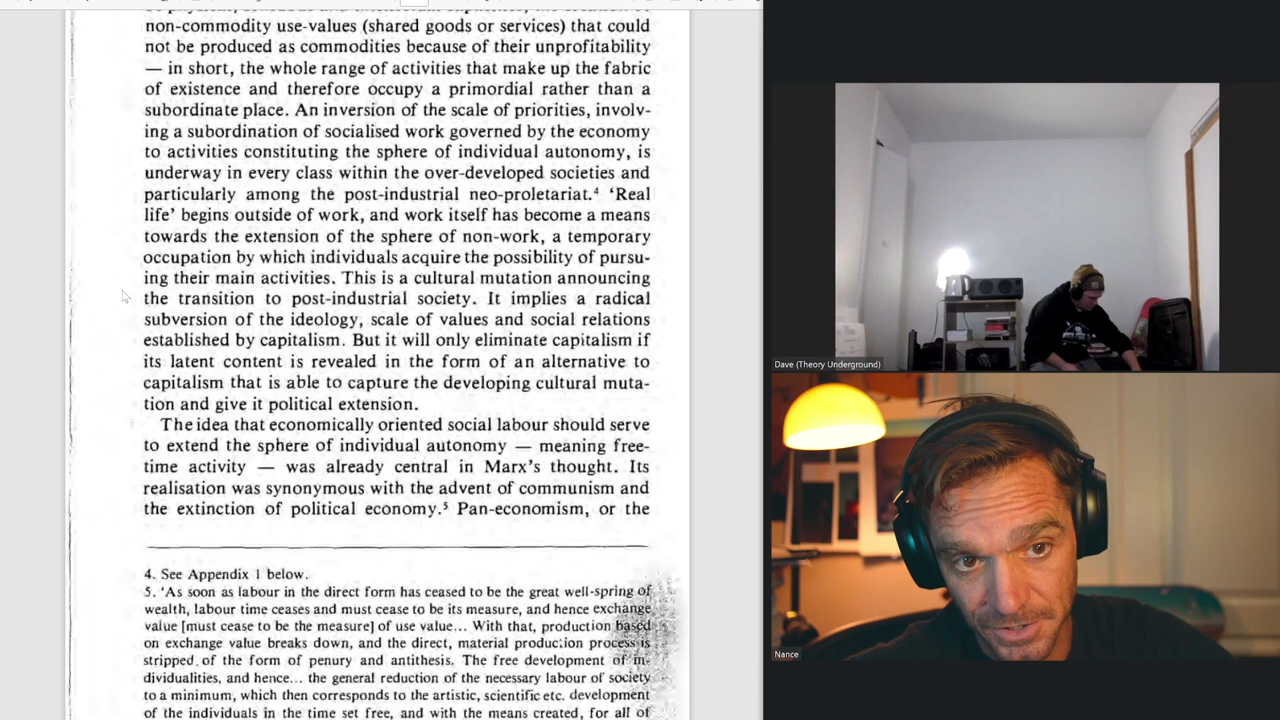 non-commodity use-values (shared goods or services) that could
not be produced as commodities because of their unprofitability
— in short, the whole range of activities that make up the fabric
of existence and therefore occupy a primordial rather than a
subordinate place. An inversion of the scale of priorities, involv-
ing a subordination of socialised work governed by the economy
to activities constituting the sphere of individual autonomy, is
underway in every class within the over-developed societies and
particularly among the post-industrial neo-proletariat.⁴ ‘Real
life’ begins outside of work, and work itself has become a means
towards the extension of the sphere of non-work, a temporary
occupation by which individuals acquire the possibility of pursu-
ing their main activities. This is a cultural mutation announcing
the transition to post-industrial society. It implies a radical
subversion of the ideology, scale of values and social relations
established by capitalism. But it will only eliminate capitalism if
its latent content is revealed in the form of an alternative to
capitalism that is able to capture the developing cultural muta-
tion and give it political extension.
The idea that economically oriented social labour should serve
to extend the sphere of individual autonomy — meaning free-
time activity — was already central in Marx’s thought. Its
realisation was synonymous with the advent of communism and
the extinction of political economy.⁵ Pan-economism, or the
4. See Appendix 1 below.
5. ‘As soon as labour in the direct form has ceased to be the great well-spring of
wealth, labour time ceases and must cease to be its measure, and hence exchange
value [must cease to be the measure] of use value... With that, production based
on exchange value breaks down, and the direct, material production process is
stripped of the form of penury and antithesis. The free development of in-
dividualities, and hence... the general reduction of the necessary labour of society
to a minimum, which then corresponds to the artistic, scientific etc. development
of the individuals in the time set free, and with the means created, for all of
Dave (Theory Underground)
Nance